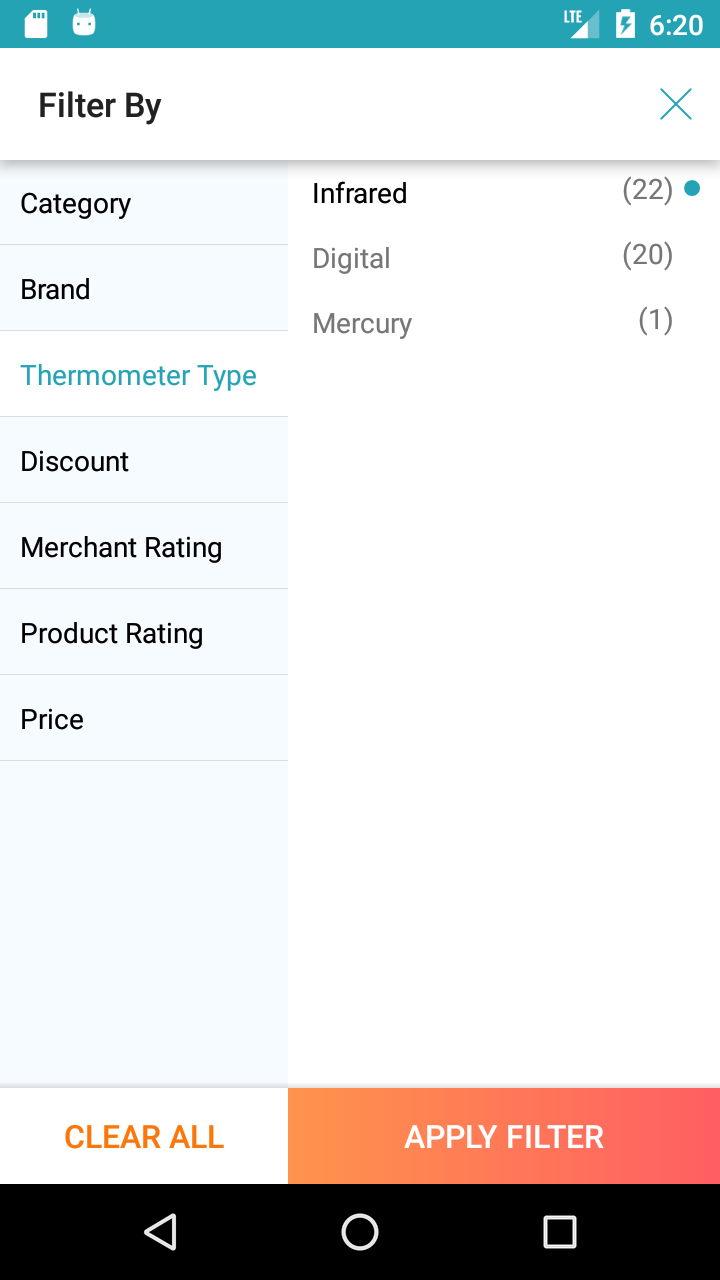 LTE 6:20
Filter By
Category
Brand
Thermometer Type
Discount
Merchant Rating
Product Rating
Price
Infrared (22)
Digital (20)
Mercury (1)
CLEAR ALL
APPLY FILTER